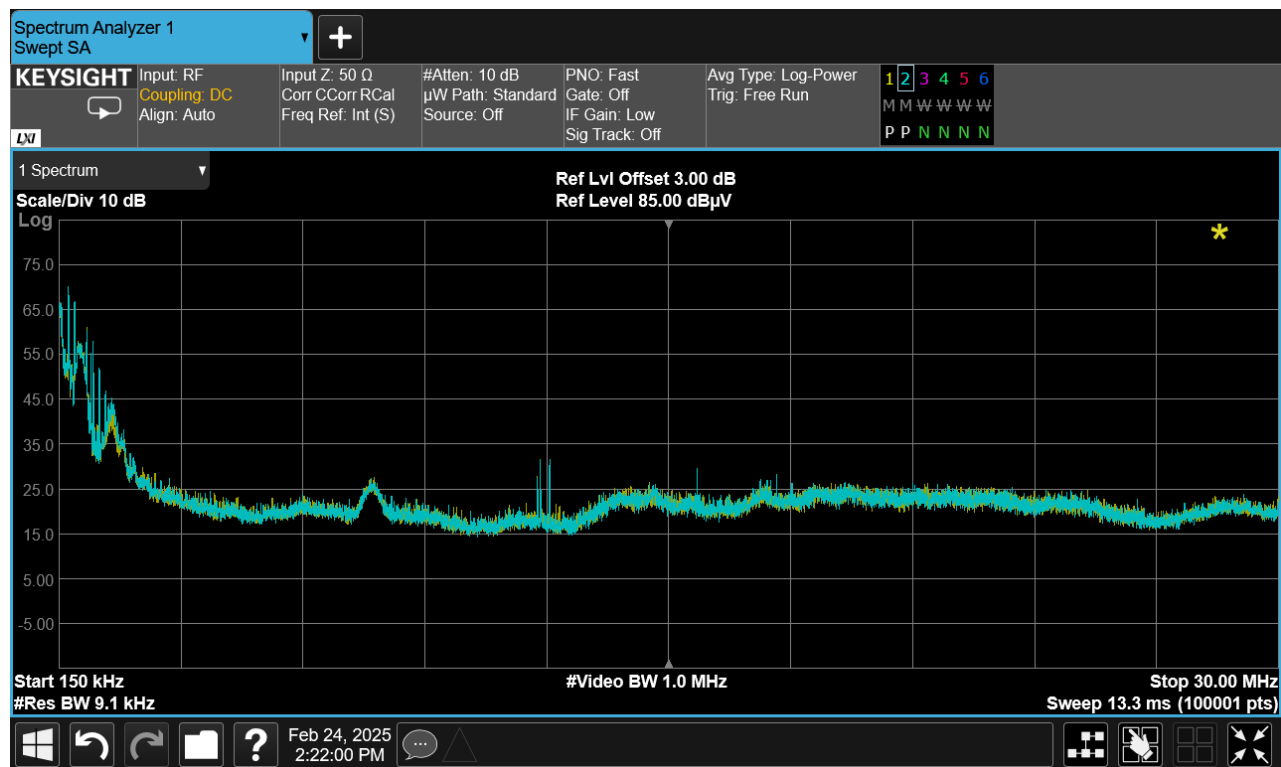 Spectrum Analyzer 1
Swept SA
KEYSIGHT
LXI
Input: RF
Coupling: DC
Align: Auto
Input Z: 50 Ω
Corr CCorr RCal
Freq Ref: Int (S)
#Atten: 10 dB
µW Path: Standard
Source: Off
PNO: Fast
Gate: Off
IF Gain: Low
Sig Track: Off
Avg Type: Log-Power
Trig: Free Run
1 2 3 4 5 6
M M W W W W
P P N N N N
1 Spectrum
Scale/Div 10 dB
Ref Lvl Offset 3.00 dB
Ref Level 85.00 dBµV
Log
75.0
65.0
55.0
45.0
35.0
25.0
15.0
5.00
-5.00
Start 150 kHz
#Video BW 1.0 MHz
Stop 30.00 MHz
#Res BW 9.1 kHz
Sweep 13.3 ms (100001 pts)
?
Feb 24, 2025
2:22:00 PM